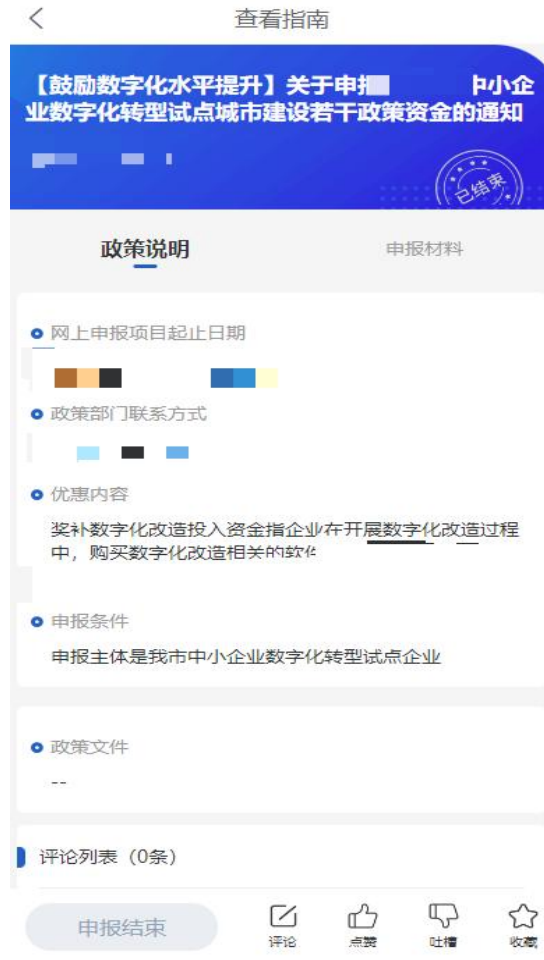 查看指南
【鼓励数字化水平提升】关于申报 中小企
业数字化转型试点城市建设若干政策资金的通知
已结束
政策说明
申报材料
网上申报项目起止日期
政策部门联系方式
优惠内容
奖补数字化改造投入资金指企业在开展数字化改造过程
中，购买数字化改造相关的软件
申报条件
申报主体是我市中小企业数字化转型试点企业
政策文件
--
评论列表（0条）
申报结束
评论
点赞
吐槽
收藏